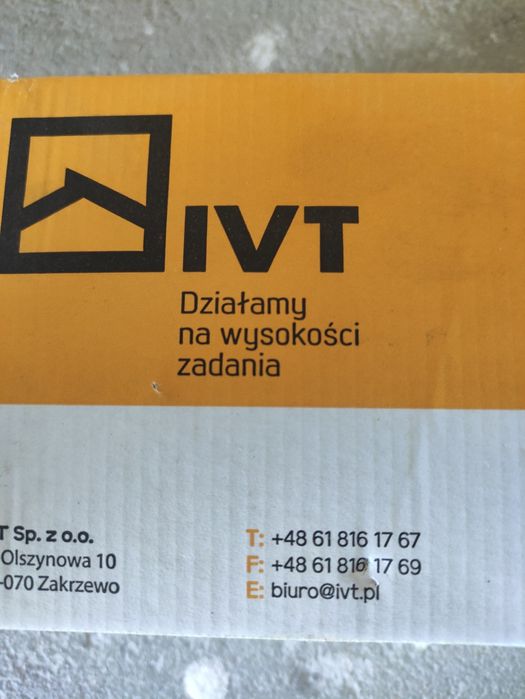 IVT
Działamy
na wysokości
zadania
T Sp. z o.o.
Olszynowa 10
-070 Zakrzewo
T: +48 61 816 17 67
F: +48 61 816 17 69
E: biuro@ivt.pl